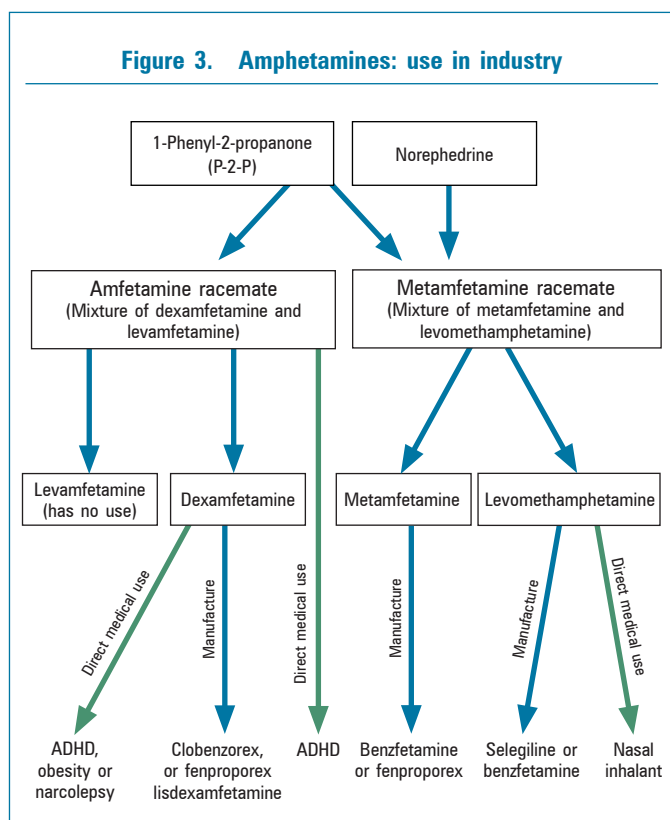 Figure 3. Amphetamines: use in industry
1-Phenyl-2-propanone
(P-2-P)
Norephedrine
Amfetamine racemate
(Mixture of dexamfetamine and
levamfetamine)
Metamfetamine racemate
(Mixture of metamfetamine and
levomethamphetamine)
Levamfetamine
(has no use)
Dexamfetamine
Metamfetamine
Levomethamphetamine
Direct medical use
Manufacture
Direct medical use
Manufacture
Manufacture
Direct medical use
ADHD,
obesity or
narcolepsy
Clobenzorex,
or fenproporex
lisdexamfetamine
ADHD
Benzfetamine
or fenproporex
Selegiline or
benzfetamine
Nasal
inhalant